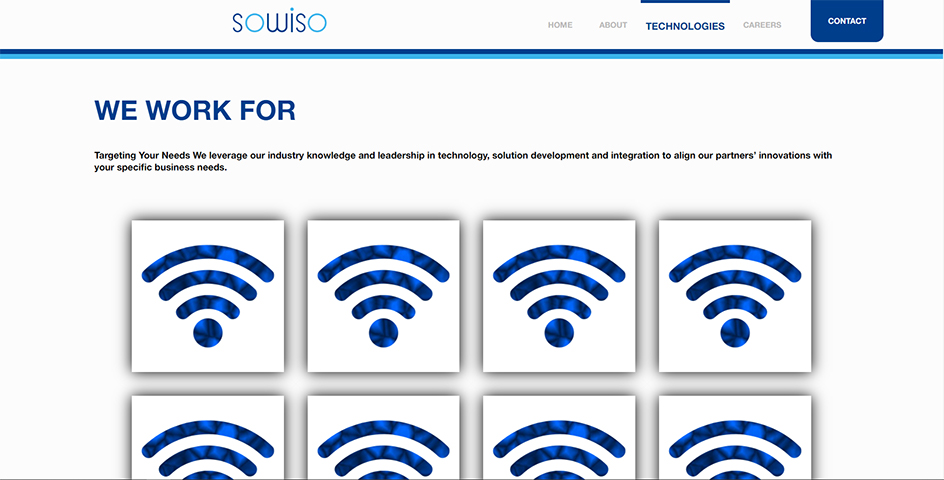 sowiso
HOME ABOUT TECHNOLOGIES CAREERS CONTACT
WE WORK FOR
Targeting Your Needs We leverage our industry knowledge and leadership in technology, solution development and integration to align our partners' innovations with
your specific business needs.